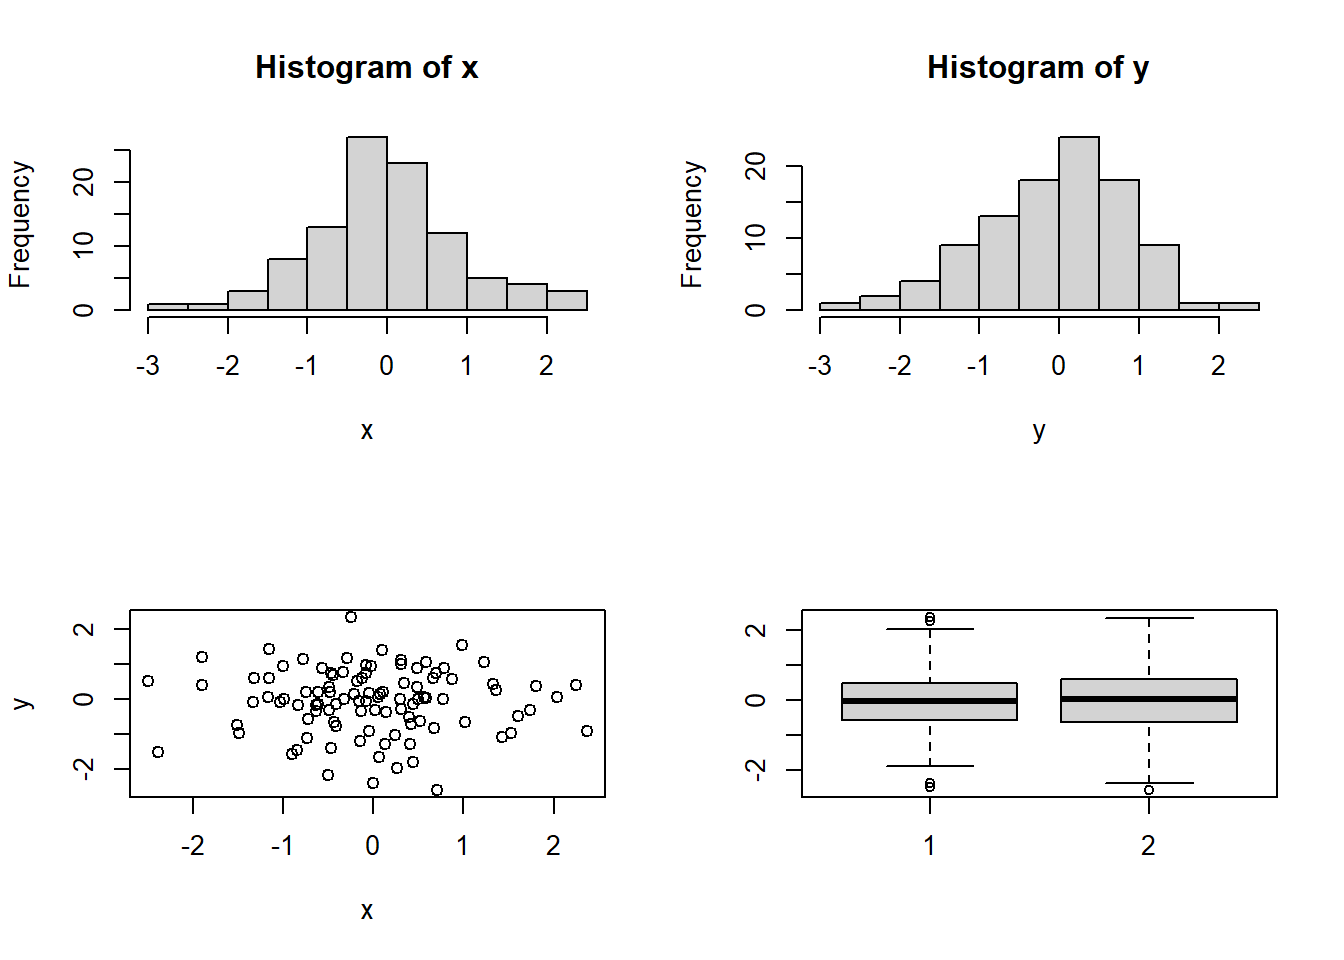 Histogram of x
Frequency
0 10 20
-3 -2 -1 0 1 2
x
Histogram of y
Frequency
0 10 20
-3 -2 -1 0 1 2
y
y
-2 0 2
-2 -1 0 1 2
x
-2 0 2
1 2